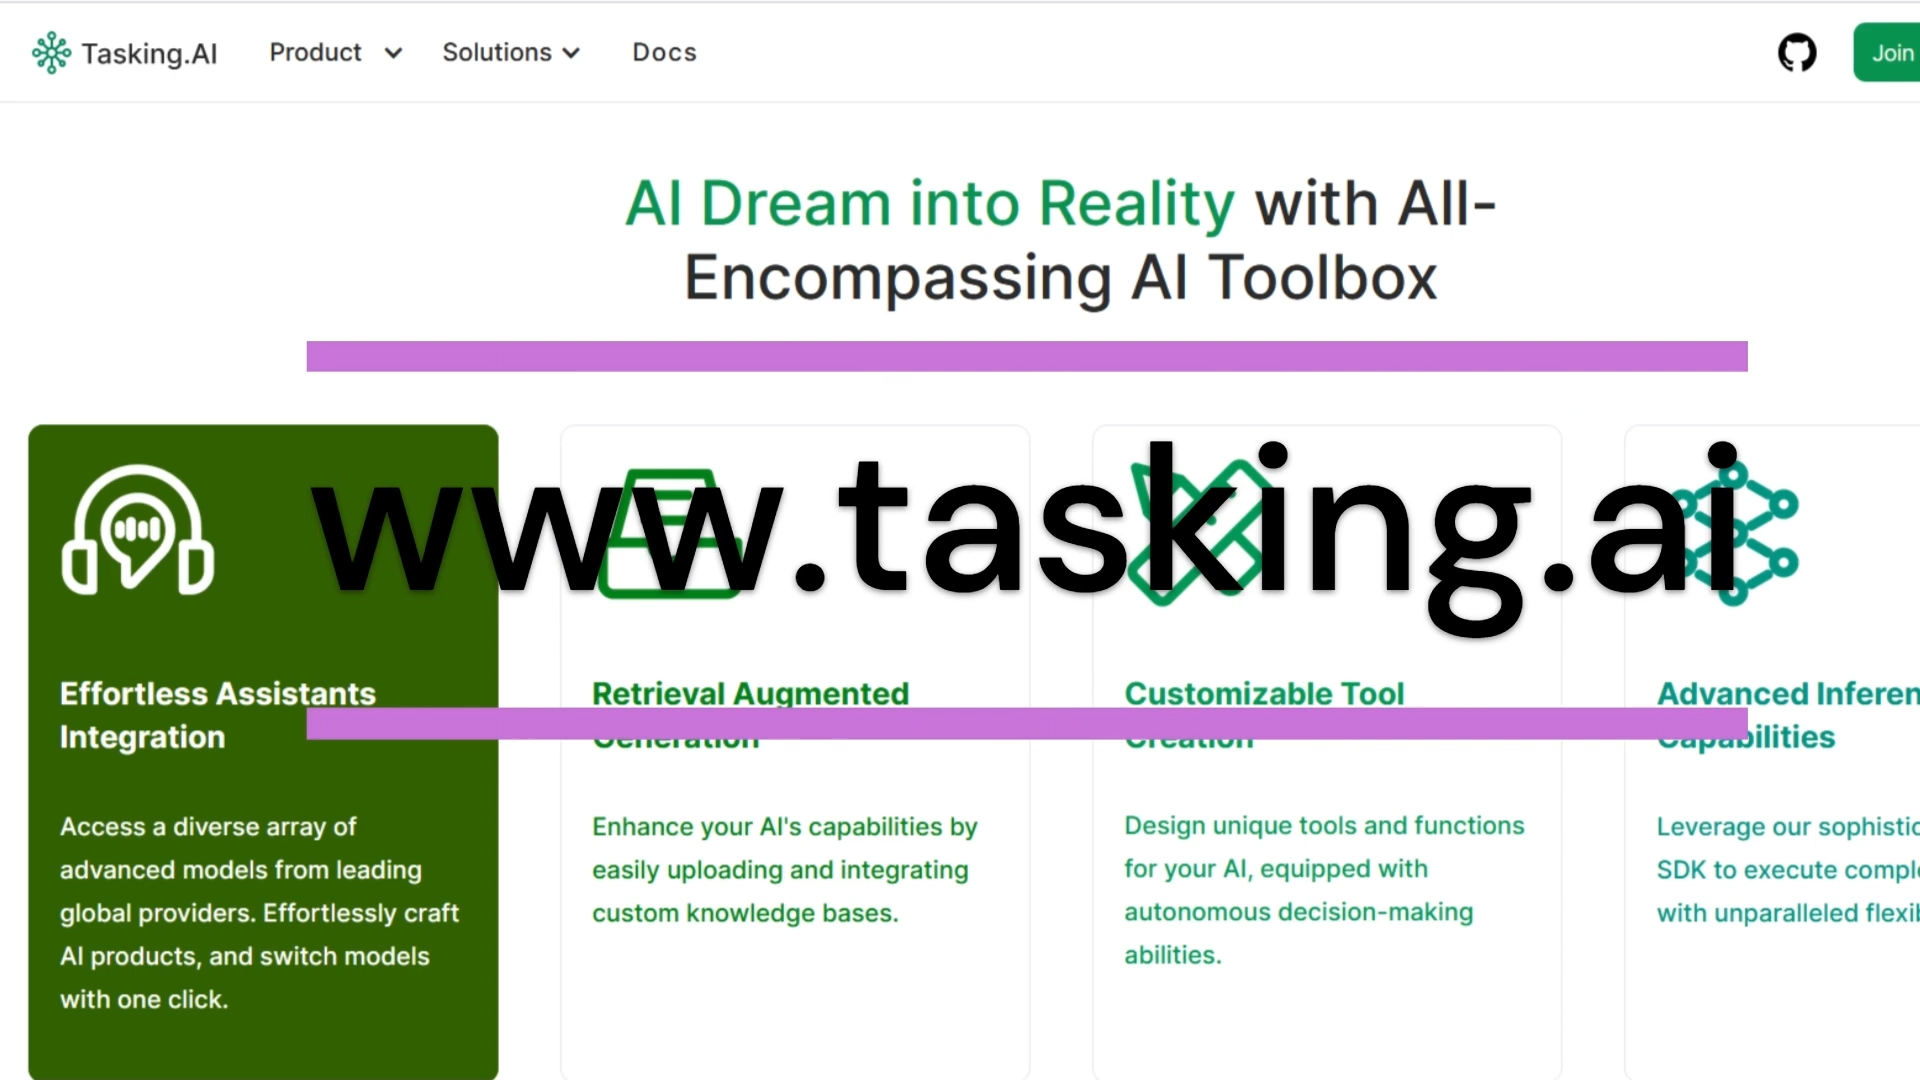 Tasking.AI Product Solutions Docs Join
AI Dream into Reality with All-
Encompassing AI Toolbox
www.tasking.ai
Effortless Assistants
Integration
Access a diverse array of
advanced models from leading
global providers. Effortlessly craft
AI products, and switch models
with one click.
Retrieval Augmented
Generation
Enhance your AI's capabilities by
easily uploading and integrating
custom knowledge bases.
Customizable Tool
Creation
Design unique tools and functions
for your AI, equipped with
autonomous decision-making
abilities.
Advanced
Capabilities
Leverage our
SDK to execute
with unparalleled